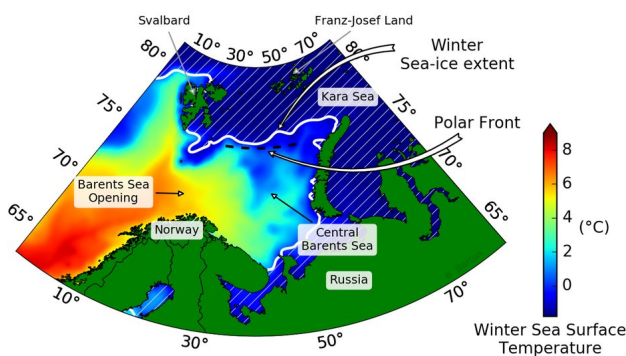 Svalbard
Franz-Josef Land
Winter
Sea-ice extent
80°
10°
30°
50°
70°
80°
Kara Sea
75°
75°
Polar Front
70°
70°
Barents Sea
Opening
65°
65°
Norway
Central
Barents Sea
Russia
10°
30°
50°
70°
8
6
4
2
0
(°C)
Winter Sea Surface
Temperature